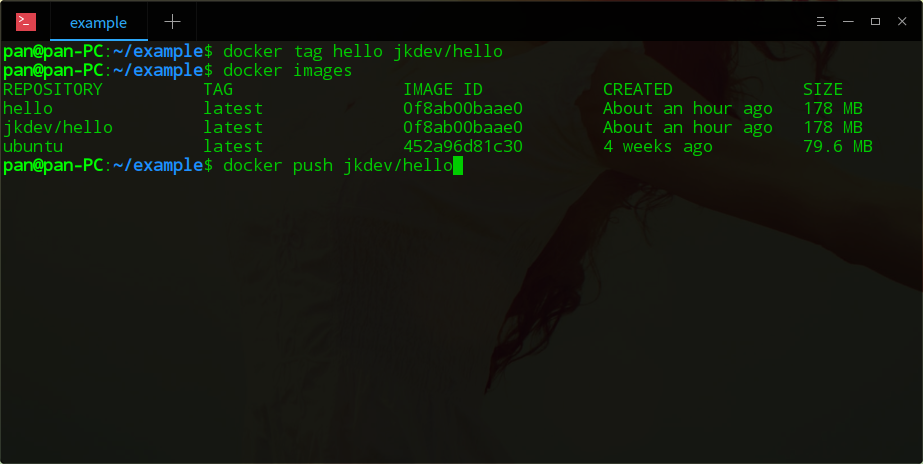 example
pan@pan-PC:~/example$ docker tag hello jkdev/hello
pan@pan-PC:~/example$ docker images
REPOSITORY          TAG                 IMAGE ID            CREATED             SIZE
hello               latest              0f8ab00baae0        About an hour ago   178 MB
jkdev/hello         latest              0f8ab00baae0        About an hour ago   178 MB
ubuntu              latest              452a96d81c30        4 weeks ago         79.6 MB
pan@pan-PC:~/example$ docker push jkdev/hello